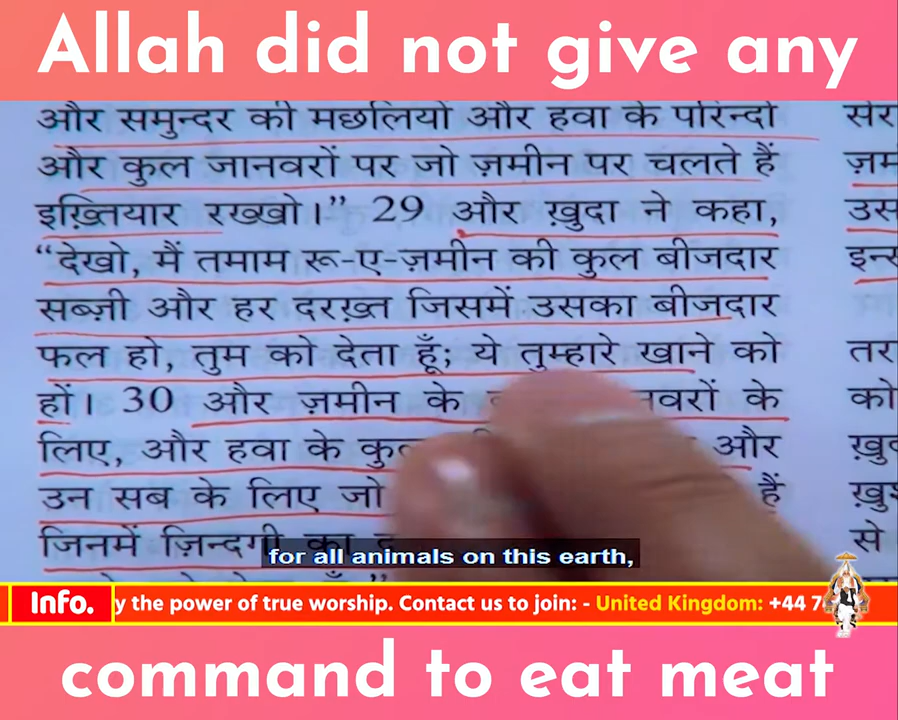 Allah did not give any
और समुन्दर की मछलियों और हवा के परिन्दों
और कुल जानवरों पर जो ज़मीन पर चलते हैं
इख़्तियार रख्खो।" 29 और ख़ुदा ने कहा,
"देखो, मैं तमाम रू-ए-ज़मीन की कुल बीजदार
सब्ज़ी और हर दरख़्त जिसमें उसका बीजदार
फल हो, तुम को देता हूँ; ये तुम्हारे खाने को
हों। 30 और ज़मीन के के
लिए, और हवा के और
उन सब के लिए जो हैं
जिनमें ज़िन्दगी
तर
को
से
for all animals on this earth,
Info. the power of true worship. Contact us to join: - United Kingdom: +44
command to eat meat